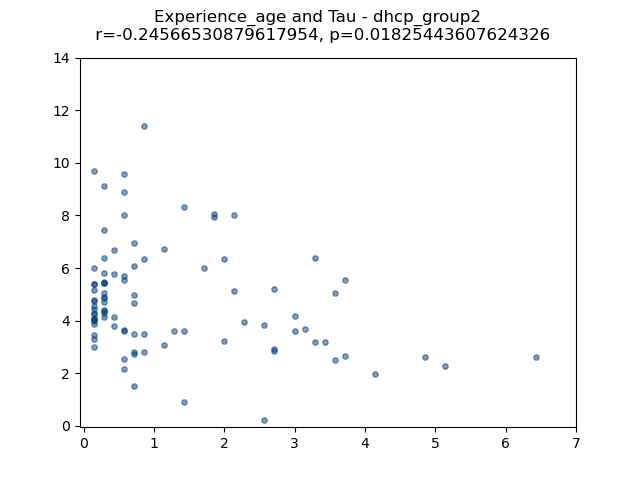 Experience_age and Tau - dhcp_group2
r=-0.24566530879617954, p=0.01825443607624326
14
12
10
8
6
4
2
0
0 1 2 3 4 5 6 7